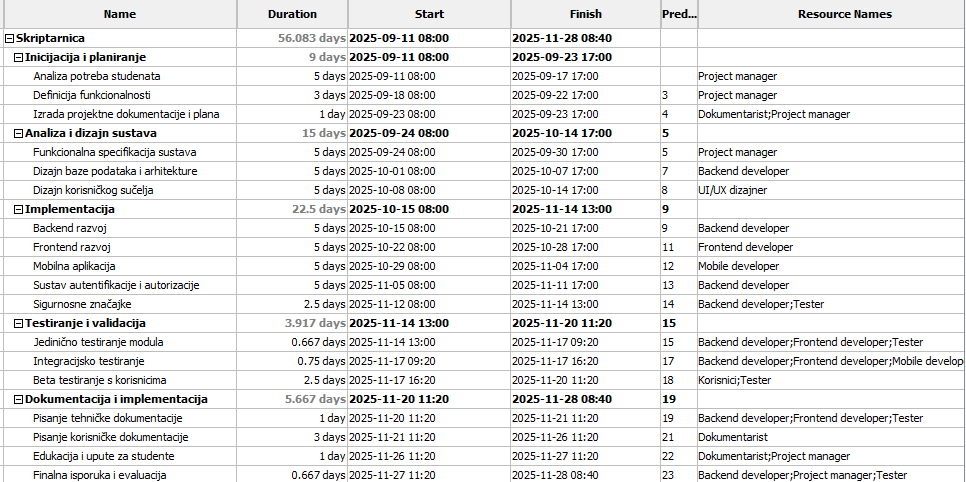 Name Duration Start Finish Pred... Resource Names
Skriptarnica 56.083 days 2025-09-11 08:00 2025-11-28 08:40
Inicijacija i planiranje 9 days 2025-09-11 08:00 2025-09-23 17:00
Analiza potreba studenata 5 days 2025-09-11 08:00 2025-09-17 17:00 Project manager
Definicija funkcionalnosti 3 days 2025-09-18 08:00 2025-09-22 17:00 3 Project manager
Izrada projektne dokumentacije i plana 1 day 2025-09-23 08:00 2025-09-23 17:00 4 Dokumentarist;Project manager
Analiza i dizajn sustava 15 days 2025-09-24 08:00 2025-10-14 17:00 5
Funkcionalna specifikacija sustava 5 days 2025-09-24 08:00 2025-09-30 17:00 5 Project manager
Dizajn baze podataka i arhitekture 5 days 2025-10-01 08:00 2025-10-07 17:00 7 Backend developer
Dizajn korisničkog sučelja 5 days 2025-10-08 08:00 2025-10-14 17:00 8 UI/UX dizajner
Implementacija 22.5 days 2025-10-15 08:00 2025-11-14 13:00 9
Backend razvoj 5 days 2025-10-15 08:00 2025-10-21 17:00 9 Backend developer
Frontend razvoj 5 days 2025-10-22 08:00 2025-10-28 17:00 11 Frontend developer
Mobilna aplikacija 5 days 2025-10-29 08:00 2025-11-04 17:00 12 Mobile developer
Sustav autentifikacije i autorizacije 5 days 2025-11-05 08:00 2025-11-11 17:00 13 Backend developer
Sigurnosne značajke 2.5 days 2025-11-12 08:00 2025-11-14 13:00 14 Backend developer;Tester
Testiranje i validacija 3.917 days 2025-11-14 13:00 2025-11-20 11:20 15
Jedinično testiranje modula 0.667 days 2025-11-14 13:00 2025-11-17 09:20 15 Backend developer;Frontend developer;Tester
Integracijsko testiranje 0.75 days 2025-11-17 09:20 2025-11-17 16:20 17 Backend developer;Frontend developer;Mobile develop
Beta testiranje s korisnicima 2.5 days 2025-11-17 16:20 2025-11-20 11:20 18 Korisnici;Tester
Dokumentacija i implementacija 5.667 days 2025-11-20 11:20 2025-11-28 08:40 19
Pisanje tehničke dokumentacije 1 day 2025-11-20 11:20 2025-11-21 11:20 19 Backend developer;Frontend developer;Tester
Pisanje korisničke dokumentacije 3 days 2025-11-21 11:20 2025-11-26 11:20 21 Dokumentarist
Edukacija i upute za studente 1 day 2025-11-26 11:20 2025-11-27 11:20 22 Dokumentarist;Project manager
Finalna isporuka i evaluacija 0.667 days 2025-11-27 11:20 2025-11-28 08:40 23 Backend developer;Project manager;Tester